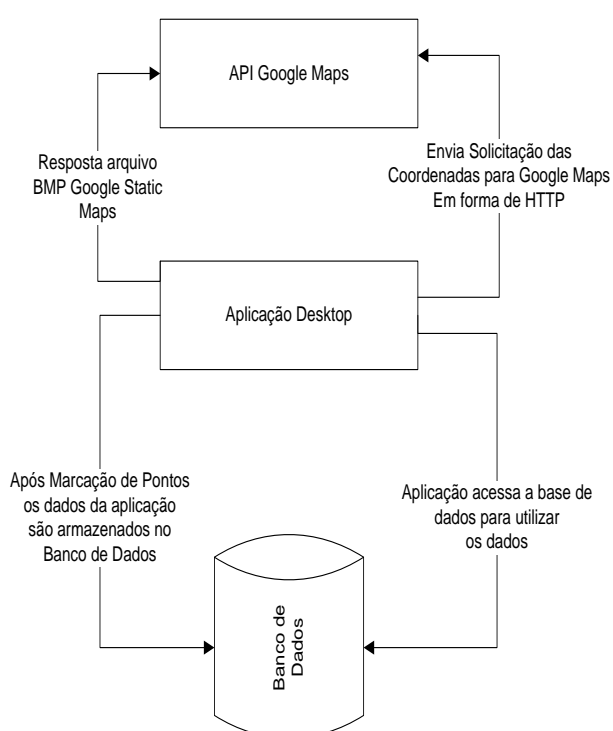 API Google Maps
Resposta arquivo
BMP Google Static
Maps
Envia Solicitação das
Coordenadas para Google Maps
Em forma de HTTP
Aplicação Desktop
Após Marcação de Pontos
os dados da aplicação
são armazenados no
Banco de Dados
Aplicação acessa a base de
dados para utilizar
os dados
Banco de
Dados